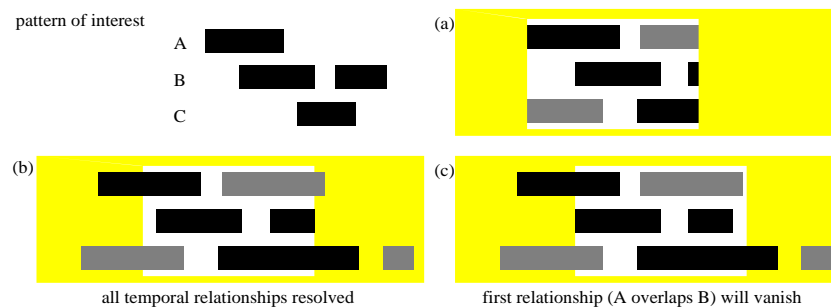 pattern of interest
A
B
C
(a)
(b)
(c)
all temporal relationships resolved
first relationship (A overlaps B) will vanish